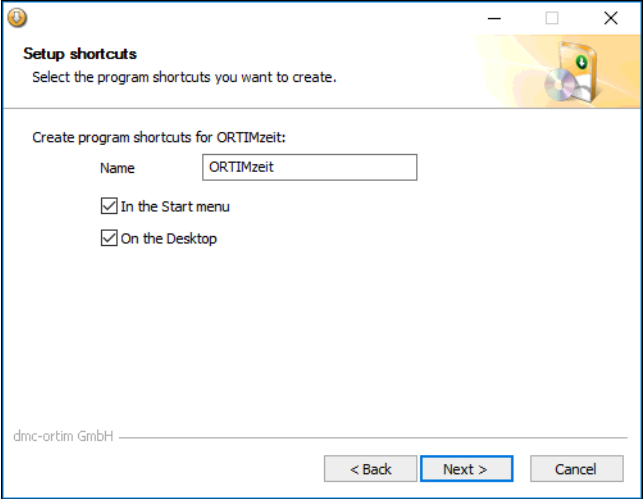 Setup shortcuts
Select the program shortcuts you want to create.
Create program shortcuts for ORTIMzeit:
Name ORTIMzeit
In the Start menu
On the Desktop
dmc-ortim GmbH
< Back Next > Cancel